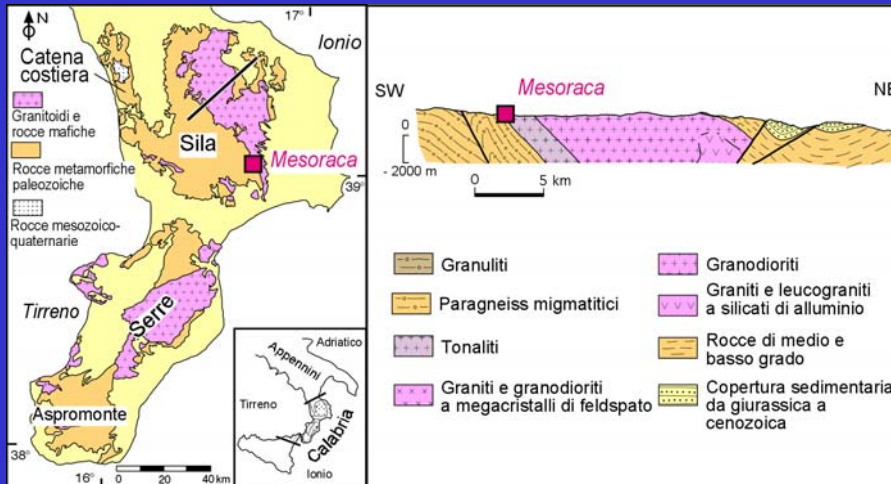 N
17°
Ionio
Catena
costiera
Granitoidi e
rocce mafiche
Sila
Mesoraca
Rocce metamorfiche
paleozoiche
39°
Rocce mesozoico-
quaternarie
Tirreno
Serre
Aspromonte
38°
16°
0 20 40 km
Adriatico
Appennini
Tirreno
Calabria
Ionio
SW
Mesoraca
NE
0
- 2000 m
0 5 km
Granuliti
Paragneiss migmatitici
Tonaliti
Graniti e granodioriti
a megacristalli di feldspato
Granodioriti
Graniti e leucograniti
a silicati di alluminio
Rocce di medio e
basso grado
Copertura sedimentaria
da giurassica a
cenozoica